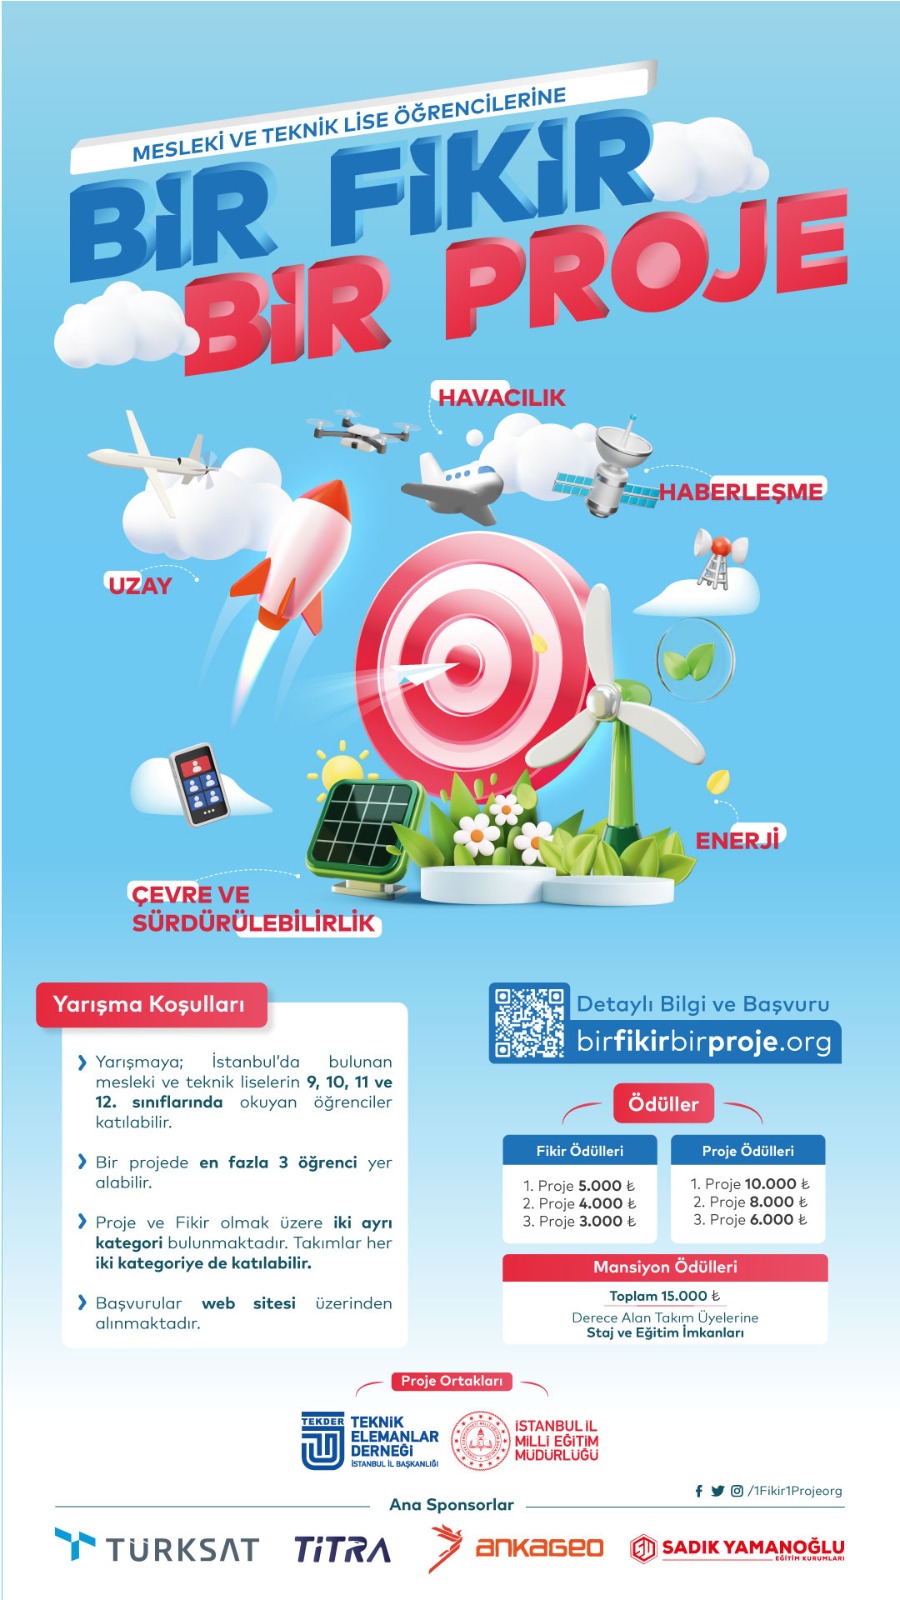 MESLEKİ VE TEKNİK LİSE ÖĞRENCİLERİNE
BİR FİKİR
BİR PROJE
HAVACILIK
HABERLEŞME
UZAY
ENERJİ
ÇEVRE VE
SÜRDÜRÜLEBİLİRLİK
Yarışma Koşulları
Yarışmaya; İstanbul'da bulunan
mesleki ve teknik liselerin 9, 10, 11 ve
12. sınıflarında okuyan öğrenciler
katılabilir.
Bir projede en fazla 3 öğrenci yer
alabilir.
Proje ve Fikir olmak üzere iki ayrı
kategori bulunmaktadır. Takımlar her
iki kategoriye de katılabilir.
Başvurular web sitesi üzerinden
alınmaktadır.
Detaylı Bilgi ve Başvuru
birfikirbirproje.org
Ödüller
Fikir Ödülleri
1. Proje 5.000 ₺
2. Proje 4.000 ₺
3. Proje 3.000 ₺
Proje Ödülleri
1. Proje 10.000 ₺
2. Proje 8.000 ₺
3. Proje 6.000 ₺
Mansiyon Ödülleri
Toplam 15.000 ₺
Derece Alan Takım Üyelerine
Staj ve Eğitim İmkanları
Proje Ortakları
TEKDER
TEKNİK
ELEMANLAR
DERNEĞİ
İSTANBUL İL BAŞKANLIĞI
İSTANBUL İL
MİLLİ EĞİTİM
MÜDÜRLÜĞÜ
/1Fikir1Projeorg
Ana Sponsorlar
TÜRKSAT
TİTRA
ANKAGEO
SADIK YAMANOĞLU
EĞİTİM KURUMLARI